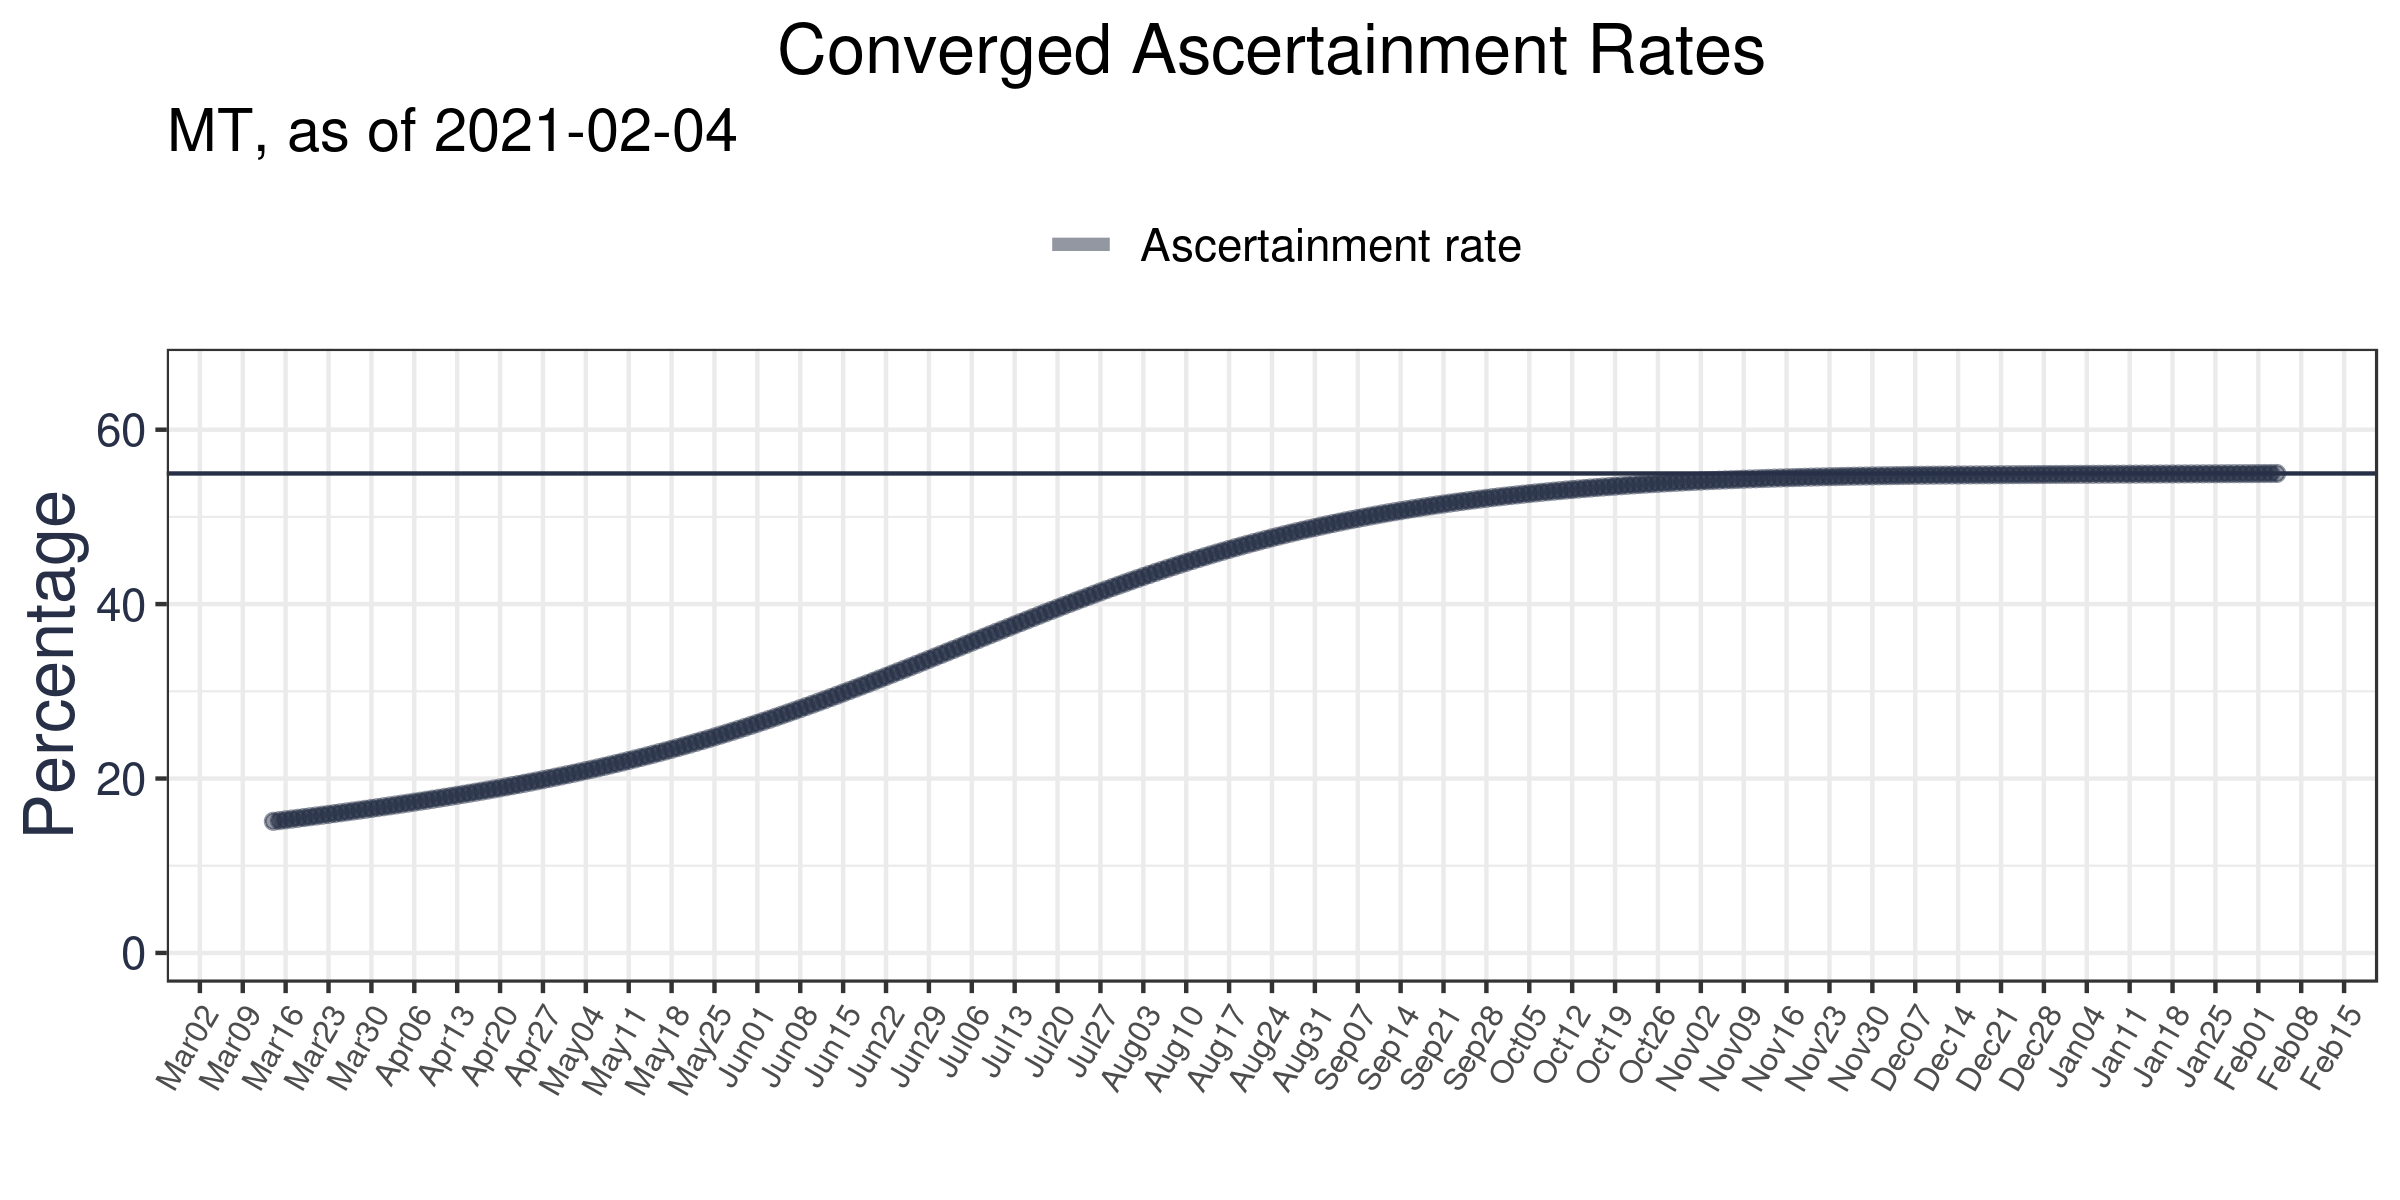 Converged Ascertainment Rates
MT, as of 2021-02-04
Ascertainment rate
Percentage
60
40
20
0
Mar02
Mar09
Mar16
Mar23
Mar30
Apr06
Apr13
Apr20
Apr27
May04
May11
May18
May25
Jun01
Jun08
Jun15
Jun22
Jun29
Jul06
Jul13
Jul20
Jul27
Aug03
Aug10
Aug17
Aug24
Aug31
Sep07
Sep14
Sep21
Sep28
Oct05
Oct12
Oct19
Oct26
Nov02
Nov09
Nov16
Nov23
Nov30
Dec07
Dec14
Dec21
Dec28
Jan04
Jan11
Jan18
Jan25
Feb01
Feb08
Feb15